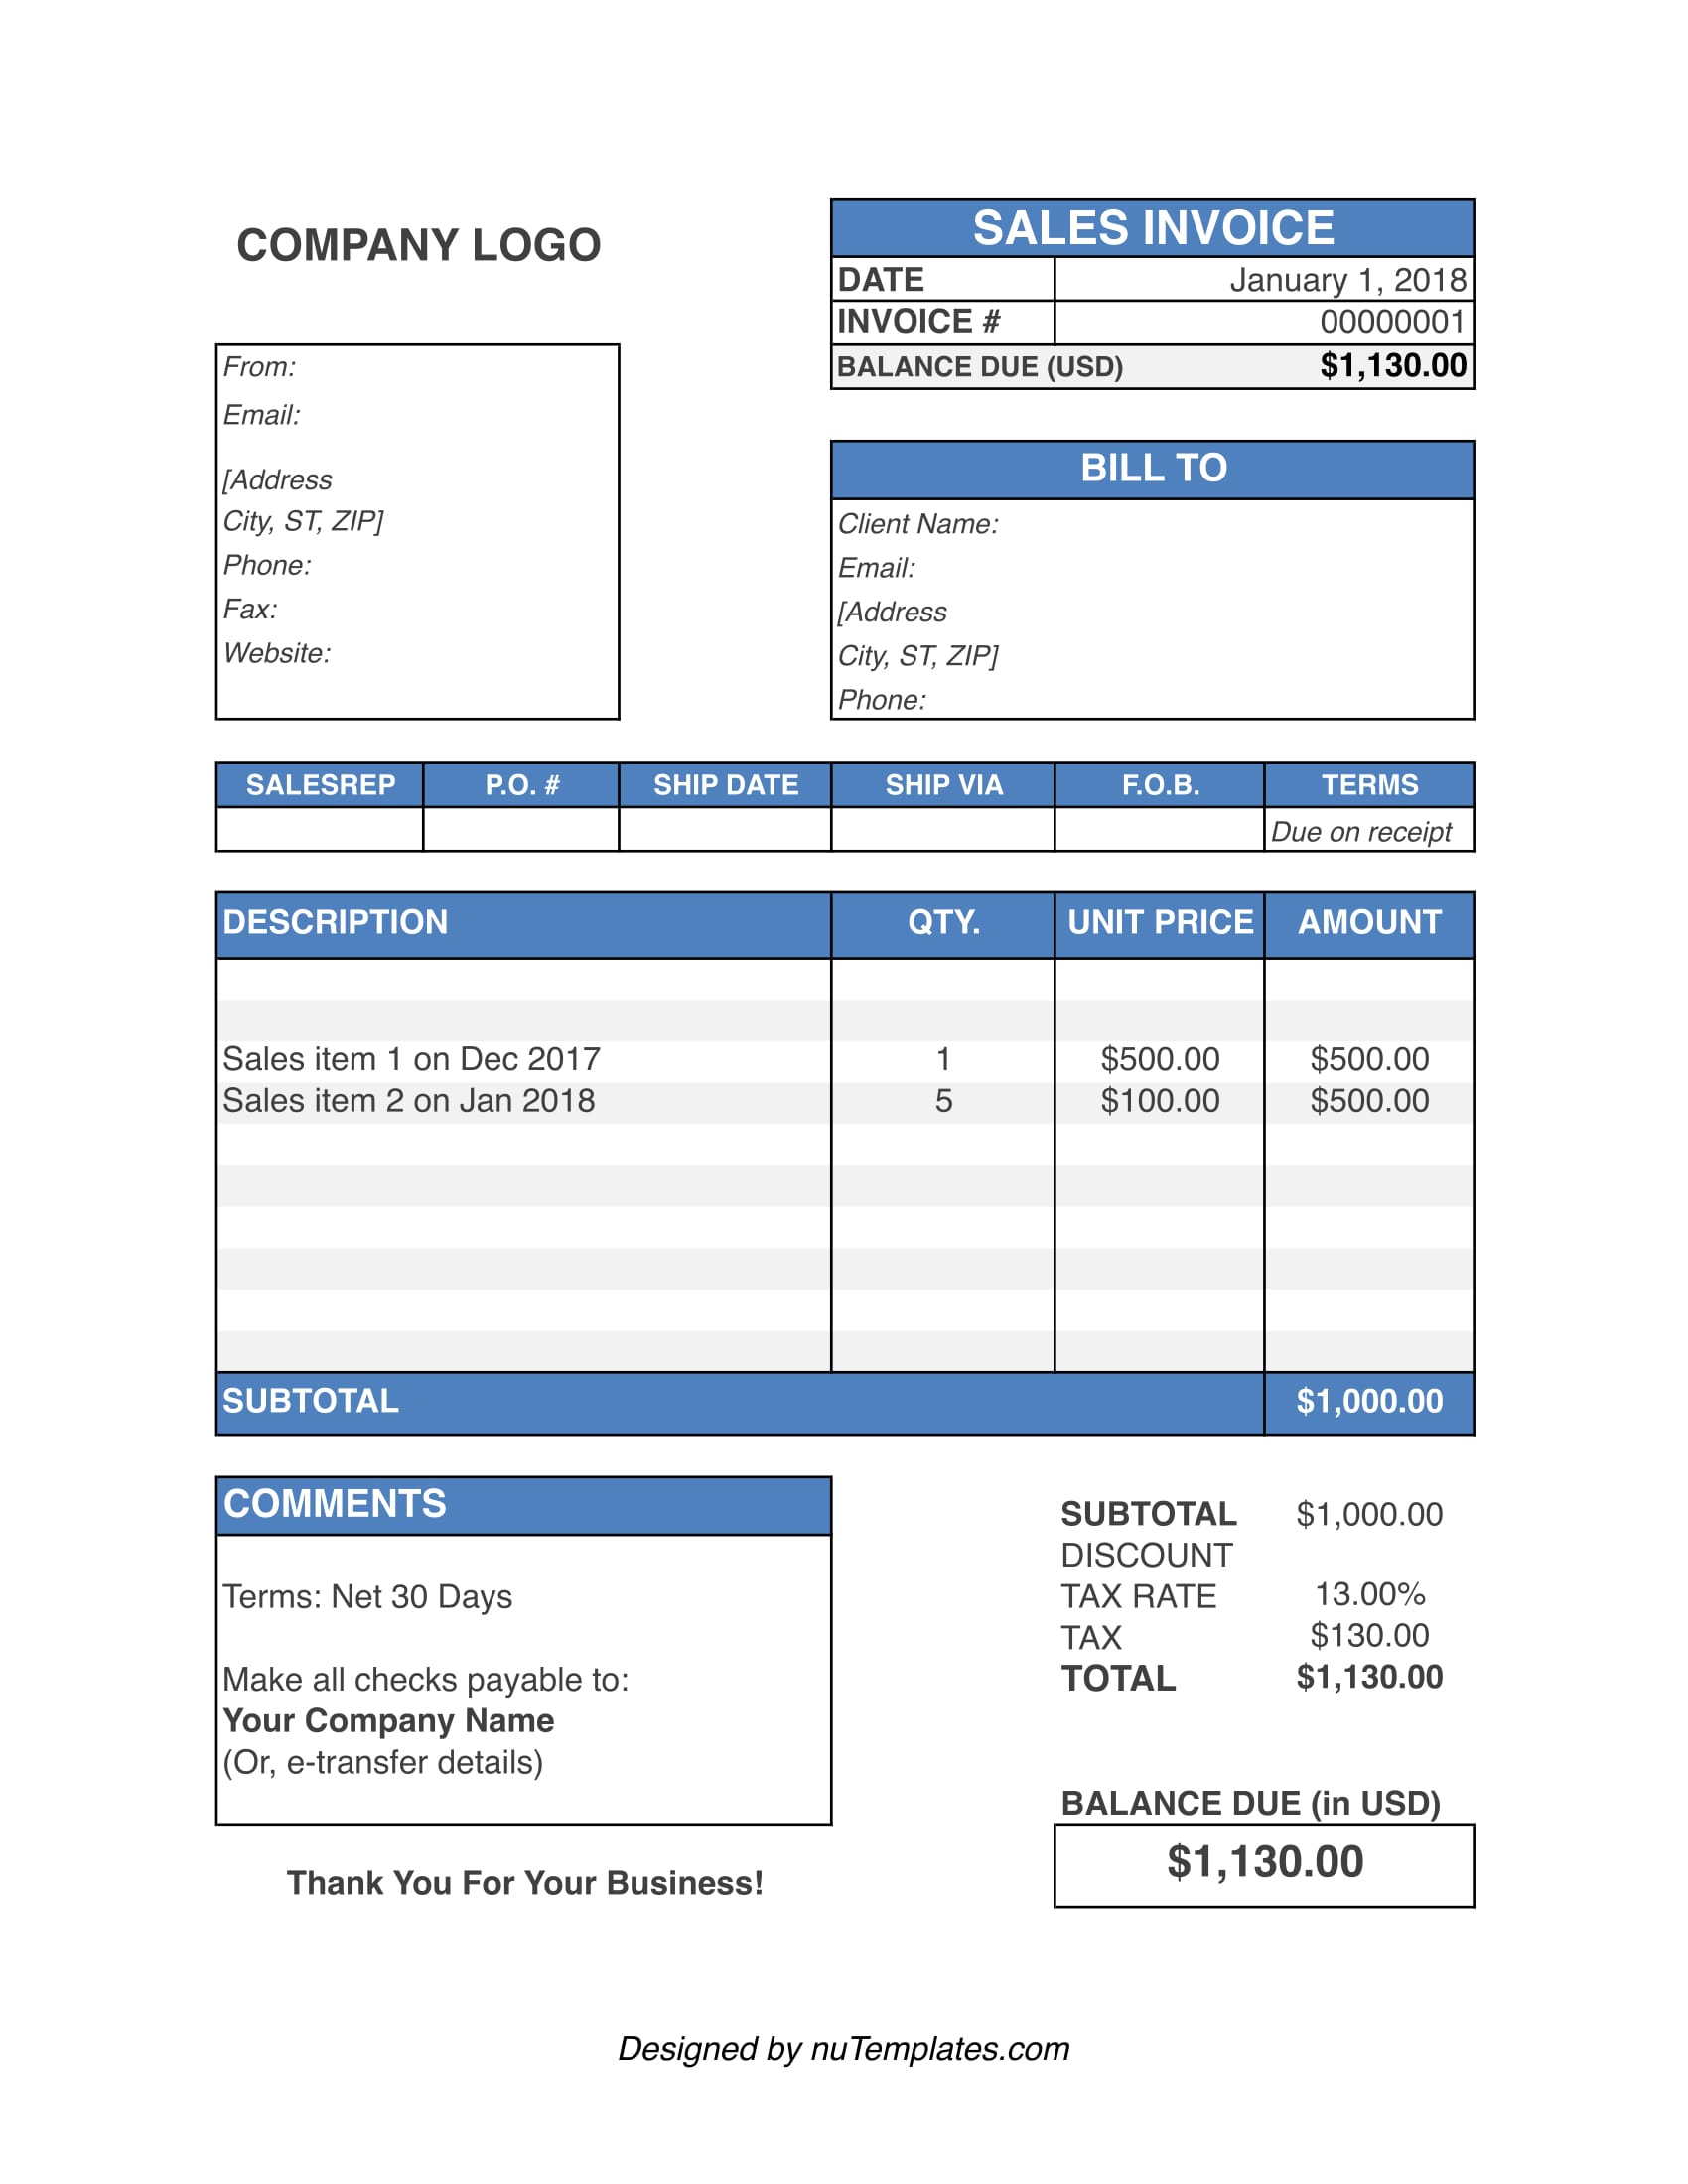 COMPANY LOGO
SALES INVOICE
DATE January 1, 2018
INVOICE # 00000001
BALANCE DUE (USD) $1,130.00
From:
Email:
[Address
City, ST, ZIP]
Phone:
Fax:
Website:
BILL TO
Client Name:
Email:
[Address
City, ST, ZIP]
Phone:
SALESREP P.O. # SHIP DATE SHIP VIA F.O.B. TERMS
Due on receipt
DESCRIPTION QTY. UNIT PRICE AMOUNT
Sales item 1 on Dec 2017 1 $500.00 $500.00
Sales item 2 on Jan 2018 5 $100.00 $500.00
SUBTOTAL $1,000.00
COMMENTS
Terms: Net 30 Days
Make all checks payable to:
Your Company Name
(Or, e-transfer details)
Thank You For Your Business!
SUBTOTAL $1,000.00
DISCOUNT
TAX RATE 13.00%
TAX $130.00
TOTAL $1,130.00
BALANCE DUE (in USD)
$1,130.00
Designed by nuTemplates.com